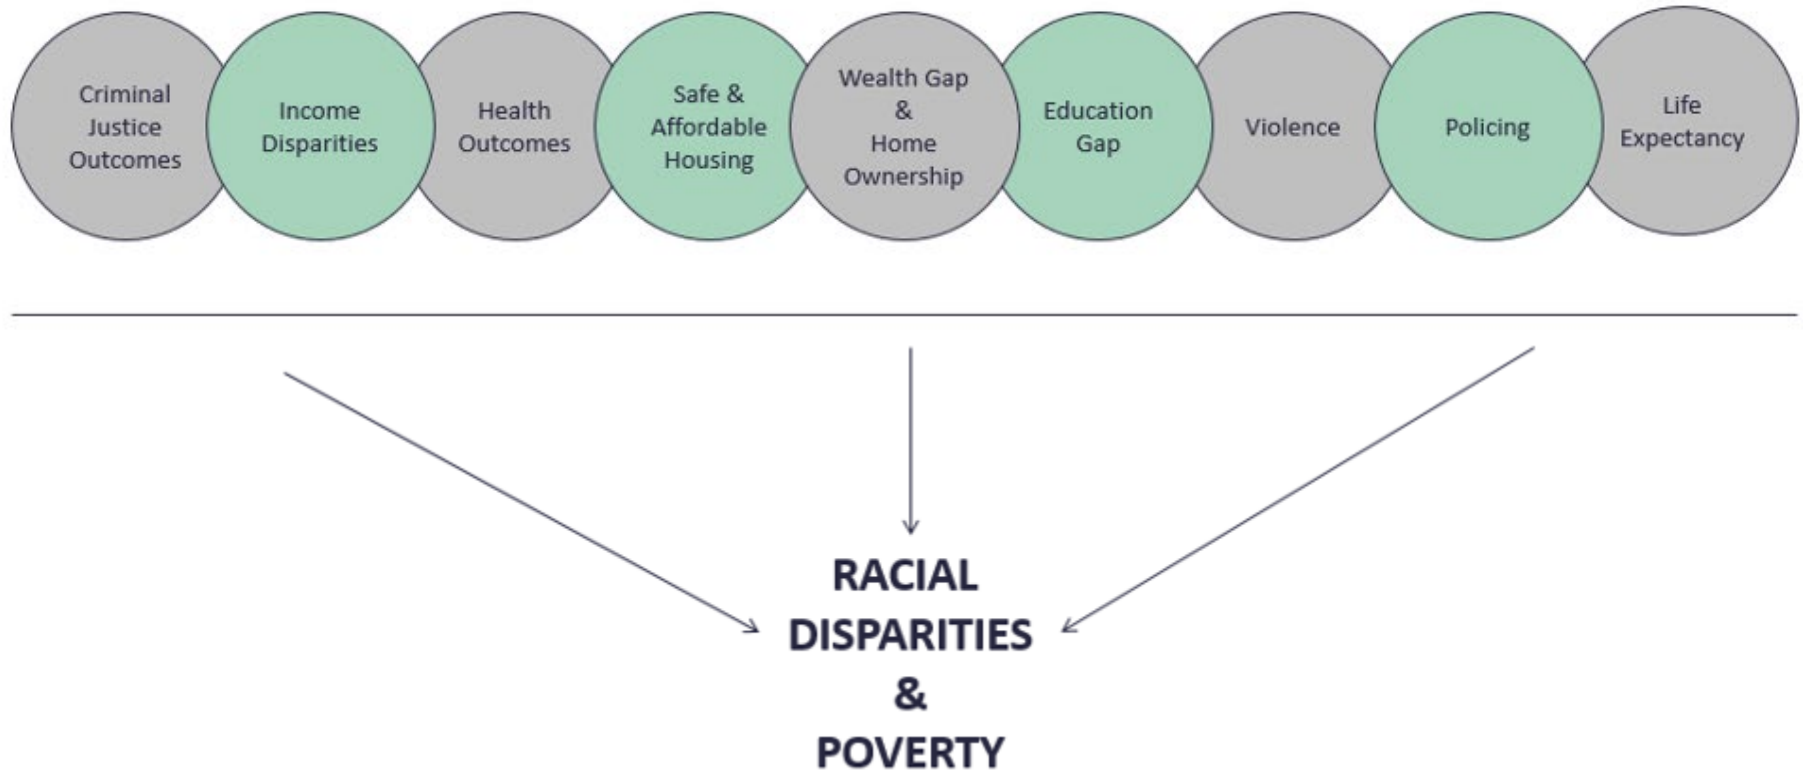 Criminal
Justice
Outcomes
Income
Disparities
Health
Outcomes
Safe &
Affordable
Housing
Wealth Gap
&
Home
Ownership
Education
Gap
Violence
Policing
Life
Expectancy
RACIAL
DISPARITIES
&
POVERTY